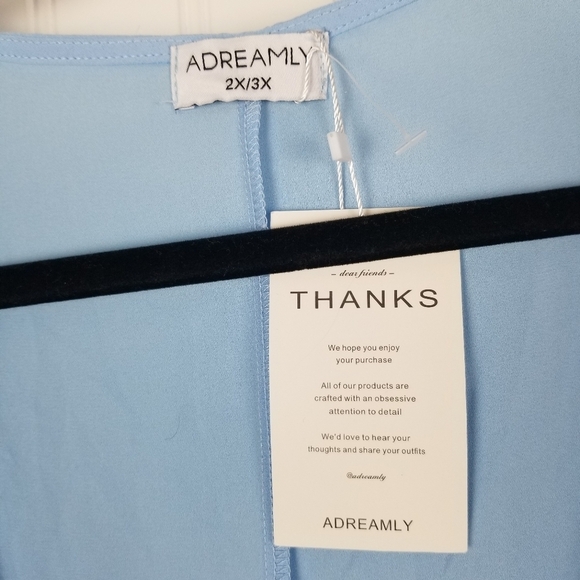 ADREAMLY
2X/3X
– dear friends –
THANKS
We hope you enjoy
your purchase
All of our products are
crafted with an obsessive
attention to detail
We'd love to hear your
thoughts and share your outfits
@adreamly
ADREAMLY